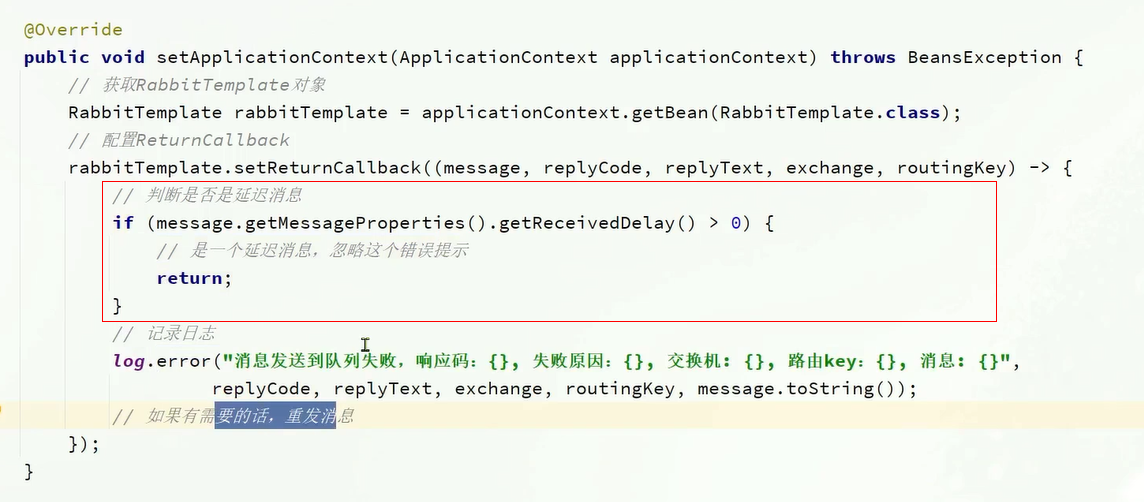 @Override
public void setApplicationContext(ApplicationContext applicationContext) throws BeansException {
// 获取RabbitTemplate对象
RabbitTemplate rabbitTemplate = applicationContext.getBean(RabbitTemplate.class);
// 配置ReturnCallback
rabbitTemplate.setReturnCallback((message, replyCode, replyText, exchange, routingKey) -> {
// 判断是否是延迟消息
if (message.getMessageProperties().getReceivedDelay() > 0) {
// 是一个延迟消息，忽略这个错误提示
return;
}
// 记录日志
log.error("消息发送到队列失败，响应码：{}, 失败原因：{}, 交换机: {}, 路由key：{}, 消息: {}",
replyCode, replyText, exchange, routingKey, message.toString());
// 如果有需要的话，重发消息
});
}